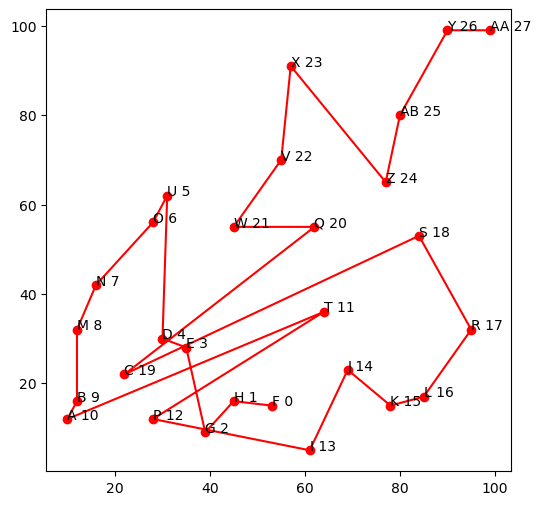 100
80
60
40
20
20
40
60
80
100
Y 26
AA 27
X 23
AB 25
V 22
Z 24
U 5
O 6
W 21
Q 20
S 18
N 7
T 11
M 8
R 17
D 4
E 3
C 19
J 14
B 9
H 1
F 0
K 15
L 16
A 10
P 12
G 2
I 13